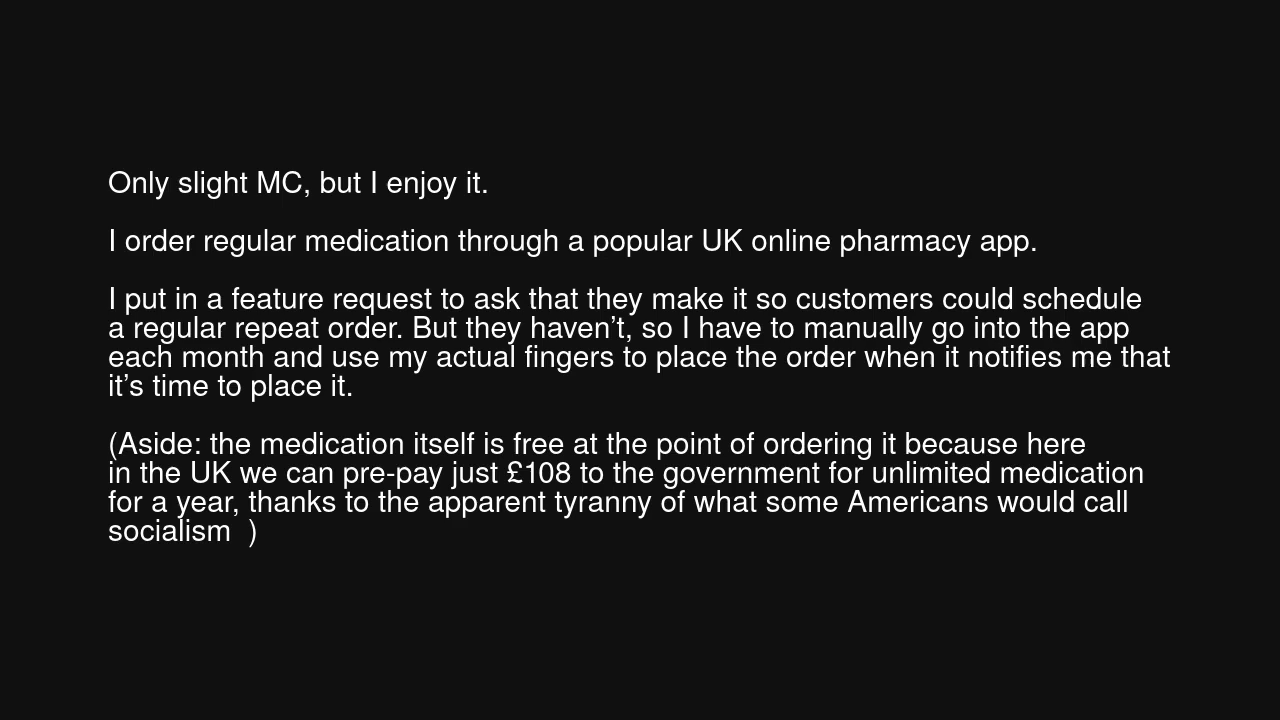 Only slight MC, but I enjoy it.
I order regular medication through a popular UK online pharmacy app.
I put in a feature request to ask that they make it so customers could schedule
a regular repeat order. But they haven’t, so I have to manually go into the app
each month and use my actual fingers to place the order when it notifies me that
it’s time to place it.
(Aside: the medication itself is free at the point of ordering it because here
in the UK we can pre-pay just £108 to the government for unlimited medication
for a year, thanks to the apparent tyranny of what some Americans would call
socialism  )